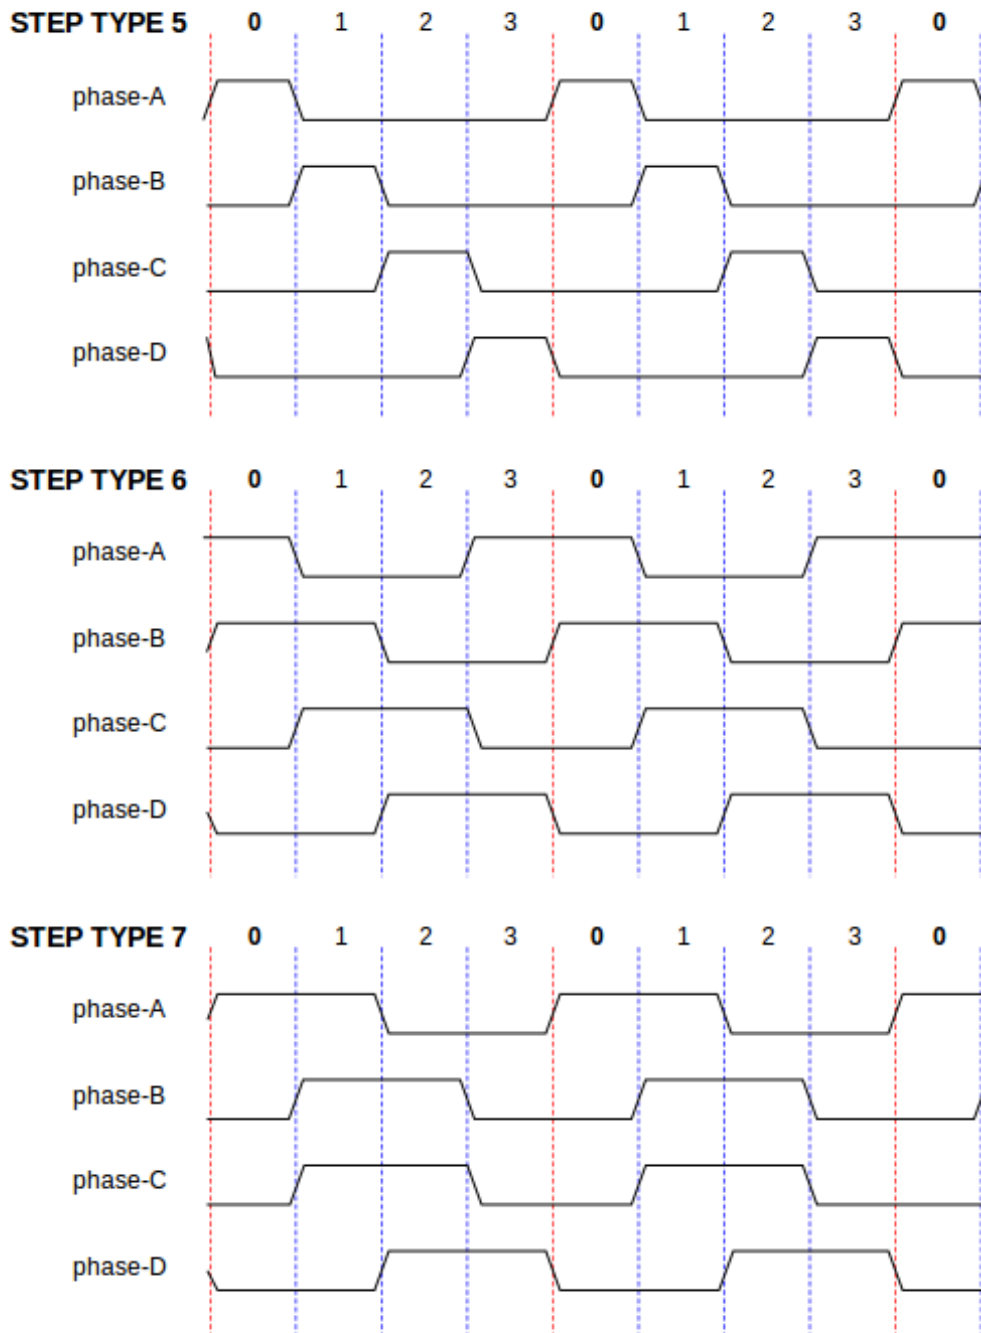 STEP TYPE 5 0 1 2 3 0 1 2 3 0
phase-A
phase-B
phase-C
phase-D
STEP TYPE 6 0 1 2 3 0 1 2 3 0
phase-A
phase-B
phase-C
phase-D
STEP TYPE 7 0 1 2 3 0 1 2 3 0
phase-A
phase-B
phase-C
phase-D